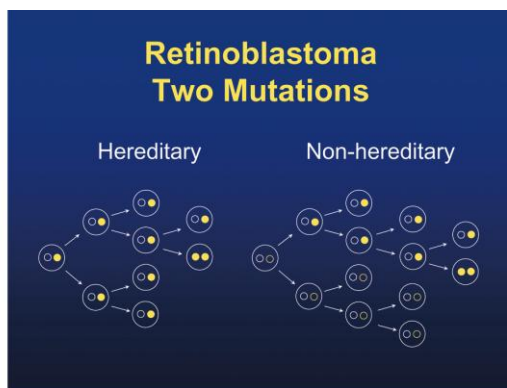 Retinoblastoma
Two Mutations
Hereditary
Non-hereditary